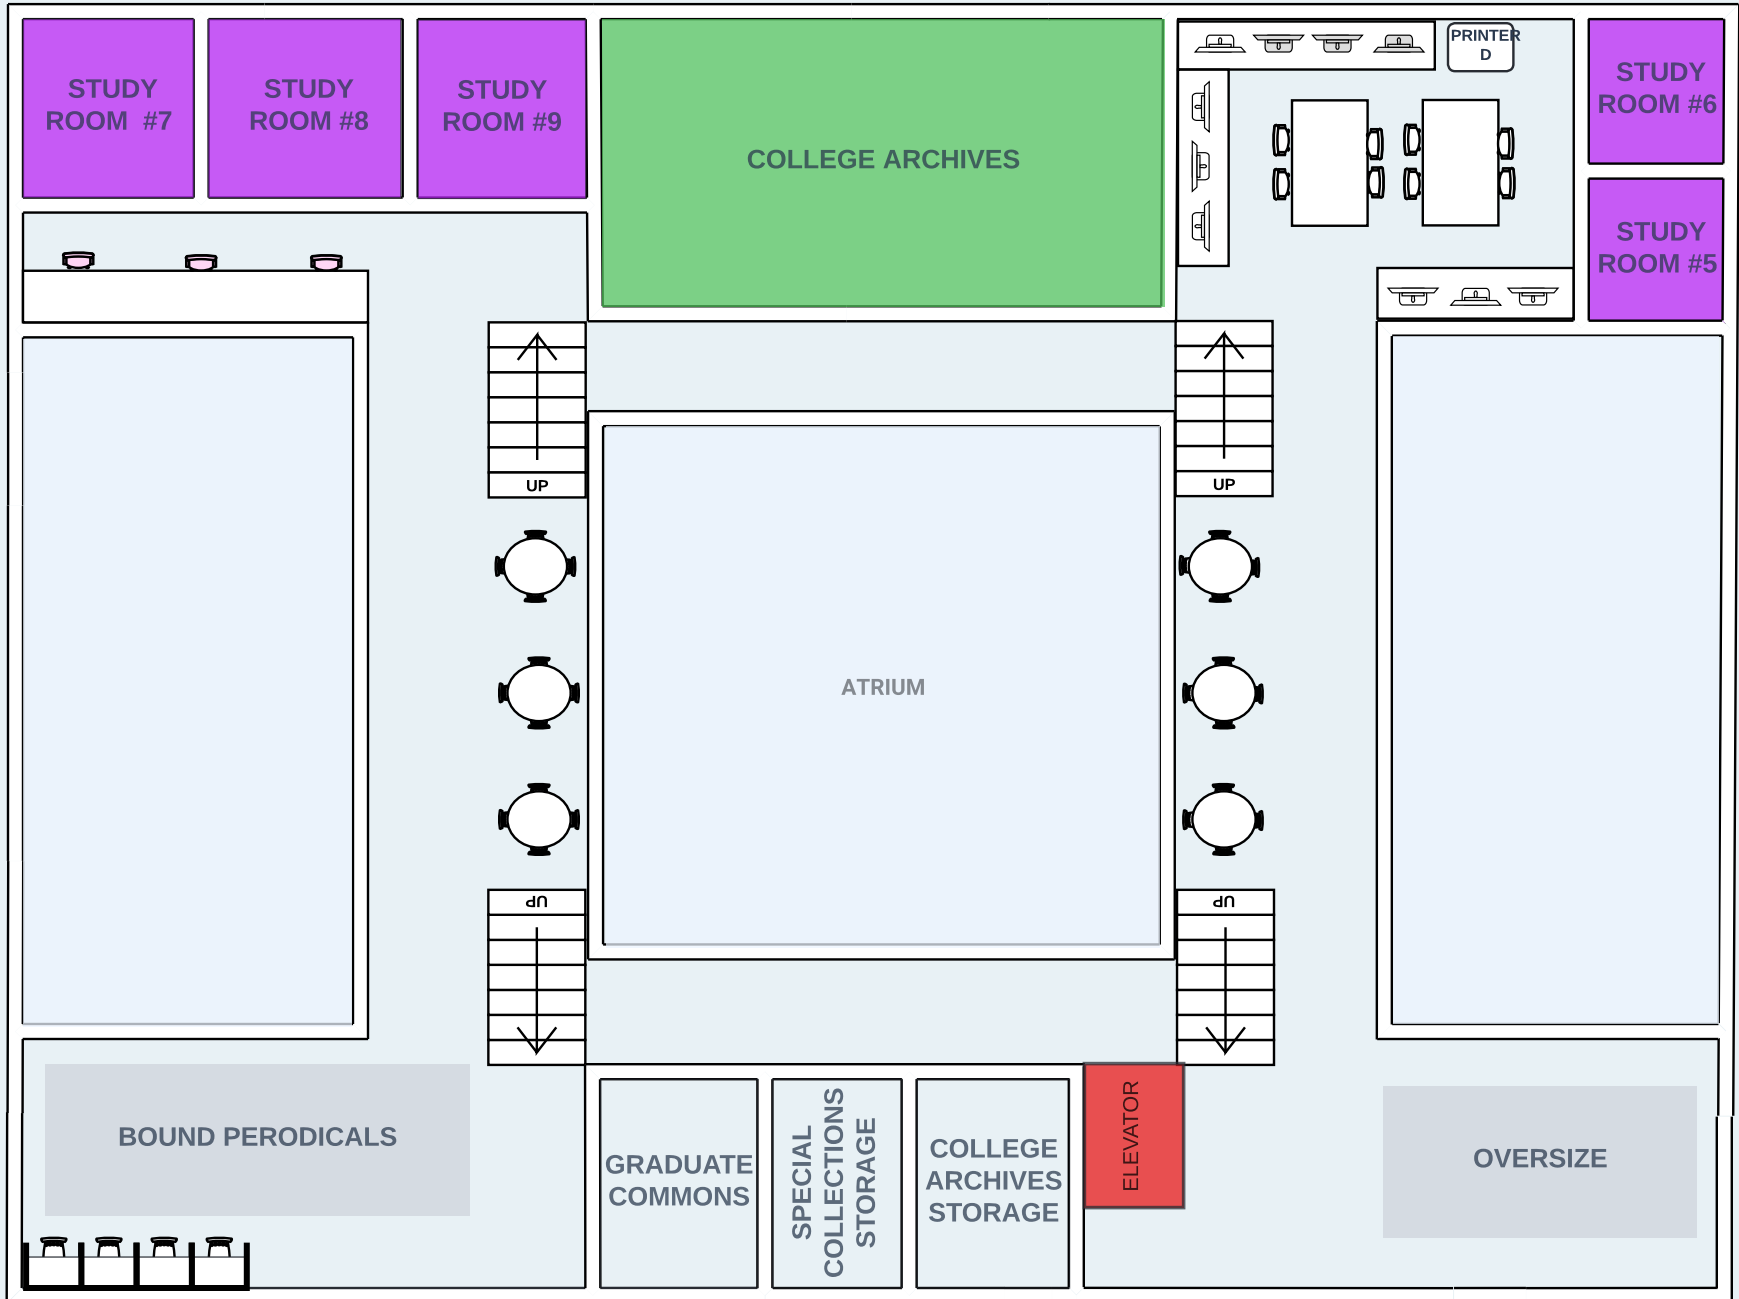 STUDY
ROOM #7
STUDY
ROOM #8
STUDY
ROOM #9
COLLEGE ARCHIVES
PRINTER
D
STUDY
ROOM #6
STUDY
ROOM #5
UP
UP
ATRIUM
UP
UP
BOUND PERODICALS
GRADUATE
COMMONS
SPECIAL
COLLECTIONS
STORAGE
COLLEGE
ARCHIVES
STORAGE
ELEVATOR
OVERSIZE